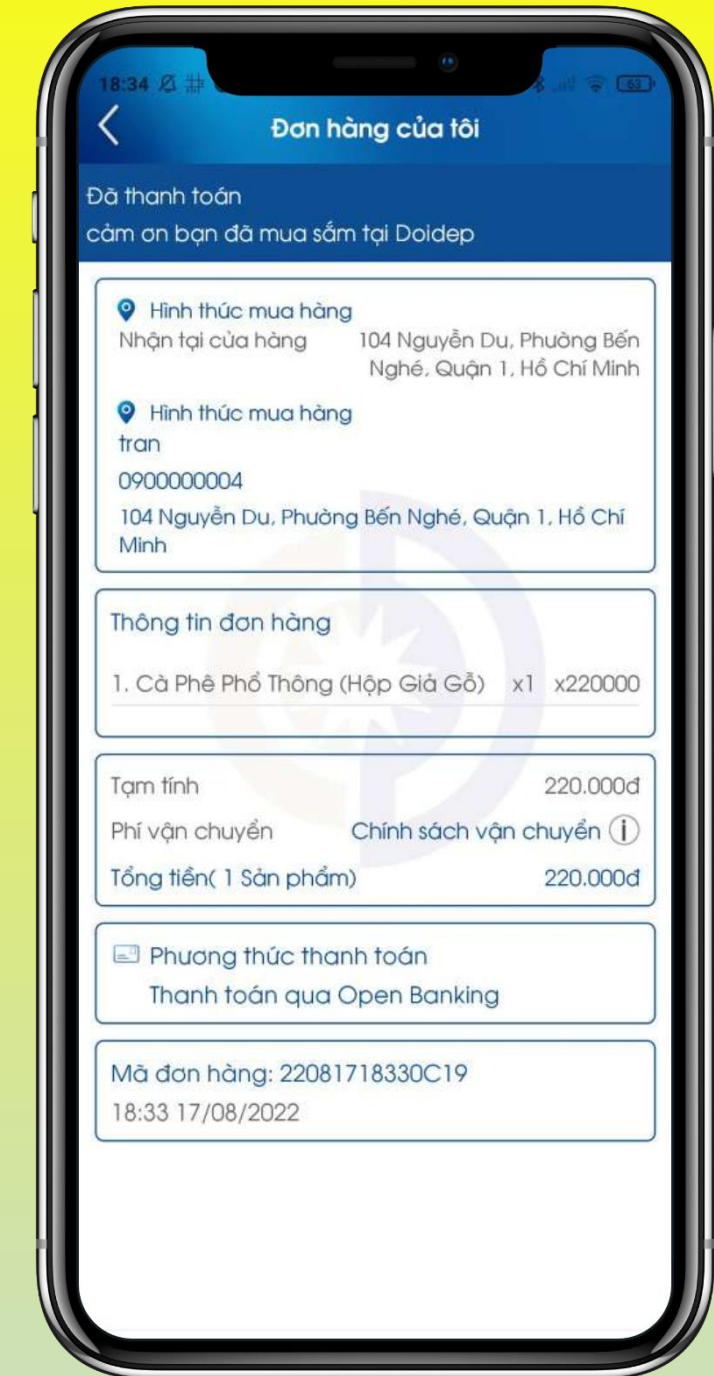 18:34
63
Đơn hàng của tôi
Đã thanh toán
cảm ơn bạn đã mua sắm tại Doidep
Hình thức mua hàng
Nhận tại cửa hàng 104 Nguyễn Du, Phường Bến
Nghé, Quận 1, Hồ Chí Minh
Hình thức mua hàng
tran
0900000004
104 Nguyễn Du, Phường Bến Nghé, Quận 1, Hồ Chí
Minh
Thông tin đơn hàng
1. Cà Phê Phổ Thông (Hộp Giả Gỗ) x1 x220000
Tạm tính 220.000đ
Phí vận chuyển Chính sách vận chuyển i
Tổng tiền( 1 Sản phẩm) 220.000đ
Phương thức thanh toán
Thanh toán qua Open Banking
Mã đơn hàng: 22081718330C19
18:33 17/08/2022